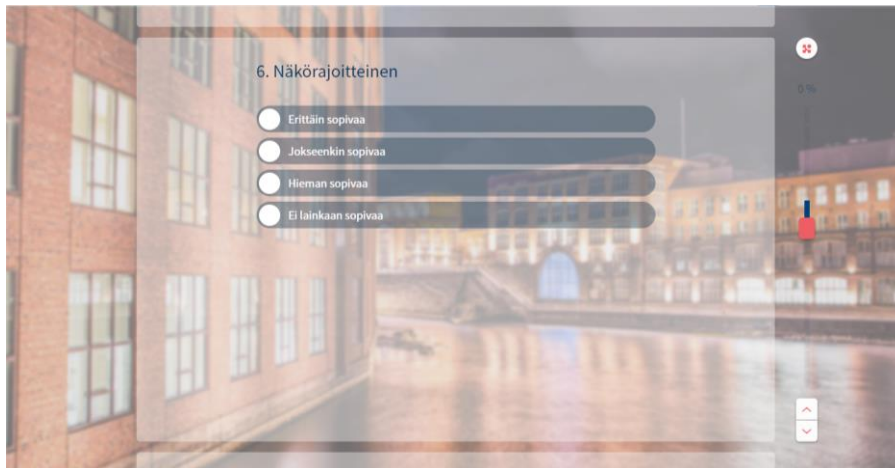 6. Näkörajoitteinen
0 %
Erittäin sopivaa
Jokseenkin sopivaa
Hieman sopivaa
Ei lainkaan sopivaa